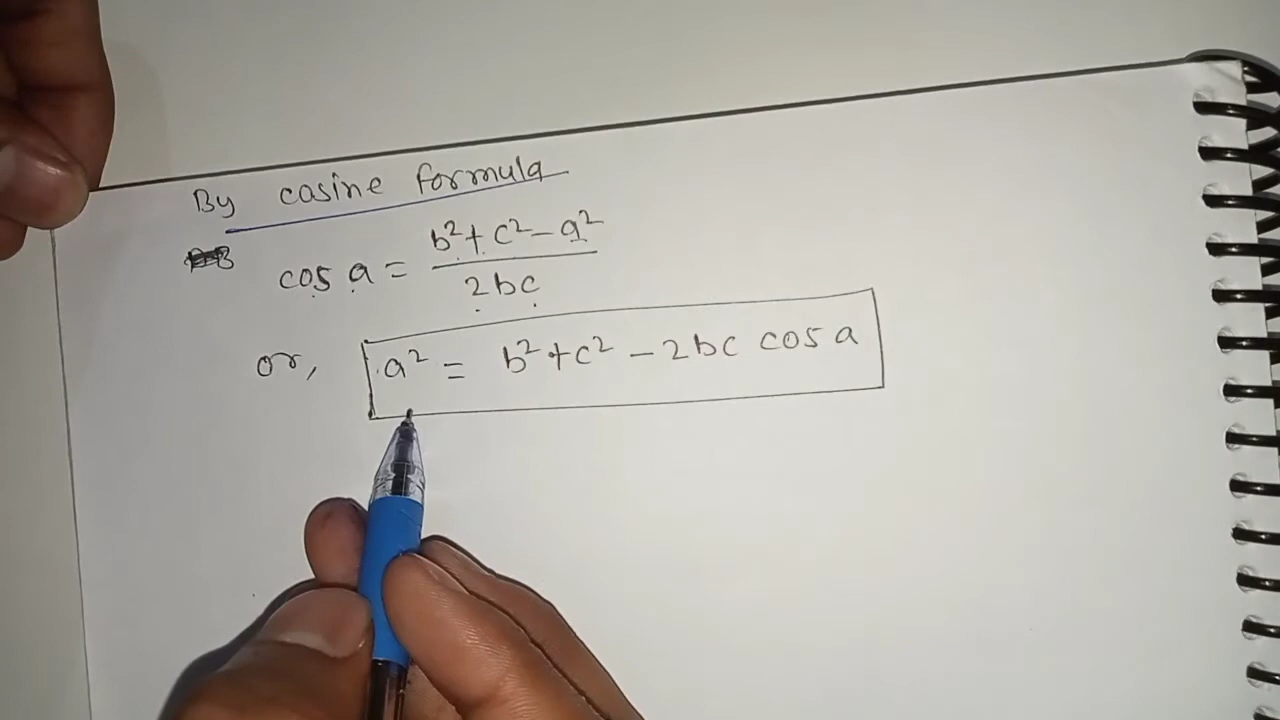 By cosine formula
cos a = b²+c²-a² / 2bc
or, a² = b²+c² - 2bc cos a